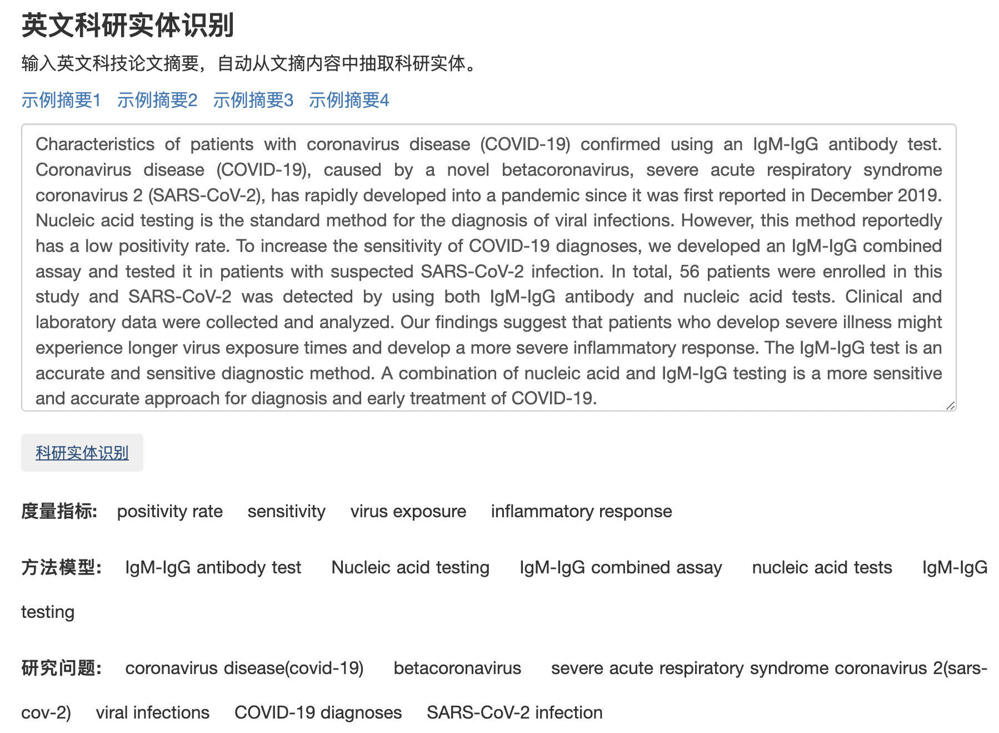 英文科研实体识别
输入英文科技论文摘要，自动从文摘内容中抽取科研实体。
示例摘要1 示例摘要2 示例摘要3 示例摘要4
Characteristics of patients with coronavirus disease (COVID-19) confirmed using an IgM-IgG antibody test.
Coronavirus disease (COVID-19), caused by a novel betacoronavirus, severe acute respiratory syndrome
coronavirus 2 (SARS-CoV-2), has rapidly developed into a pandemic since it was first reported in December 2019.
Nucleic acid testing is the standard method for the diagnosis of viral infections. However, this method reportedly
has a low positivity rate. To increase the sensitivity of COVID-19 diagnoses, we developed an IgM-IgG combined
assay and tested it in patients with suspected SARS-CoV-2 infection. In total, 56 patients were enrolled in this
study and SARS-CoV-2 was detected by using both IgM-IgG antibody and nucleic acid tests. Clinical and
laboratory data were collected and analyzed. Our findings suggest that patients who develop severe illness might
experience longer virus exposure times and develop a more severe inflammatory response. The IgM-IgG test is an
accurate and sensitive diagnostic method. A combination of nucleic acid and IgM-IgG testing is a more sensitive
and accurate approach for diagnosis and early treatment of COVID-19.
科研实体识别
度量指标: positivity rate sensitivity virus exposure inflammatory response
方法模型: IgM-IgG antibody test Nucleic acid testing IgM-IgG combined assay nucleic acid tests IgM-IgG
testing
研究问题: coronavirus disease(covid-19) betacoronavirus severe acute respiratory syndrome coronavirus 2(sars-
cov-2) viral infections COVID-19 diagnoses SARS-CoV-2 infection